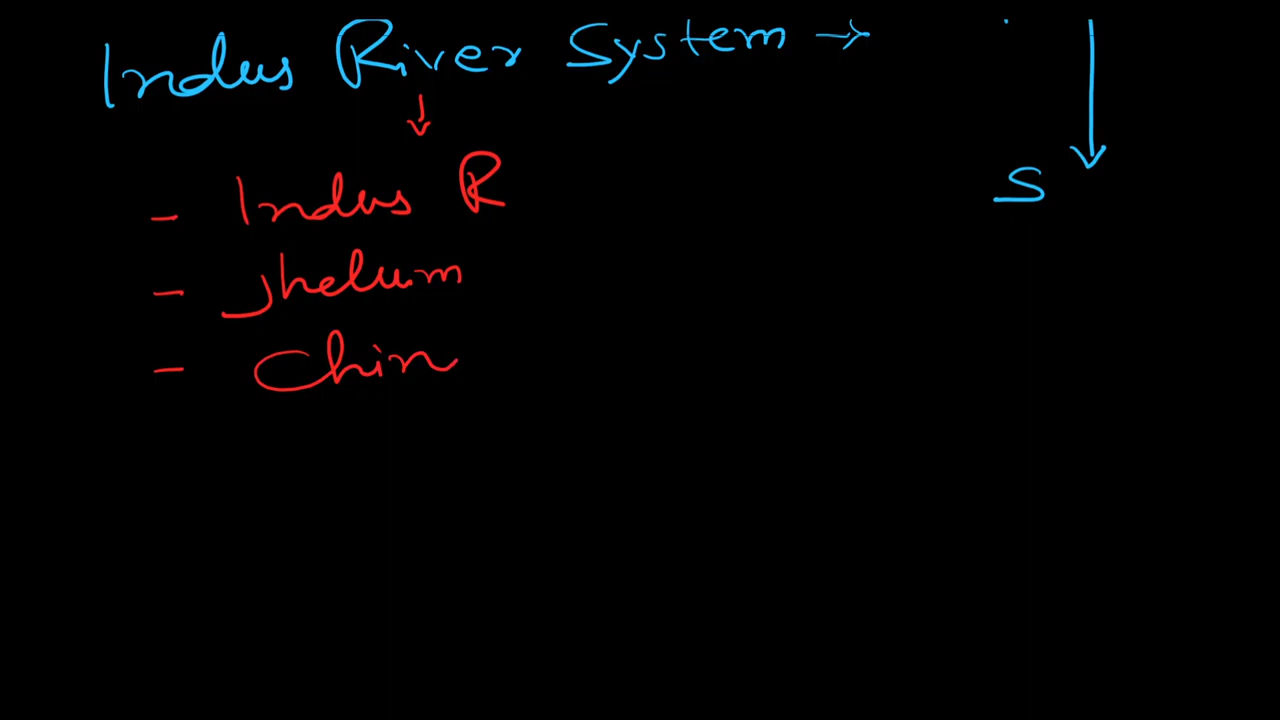 Indus River System →
S
- Indus R
- Jhelum
- Chin